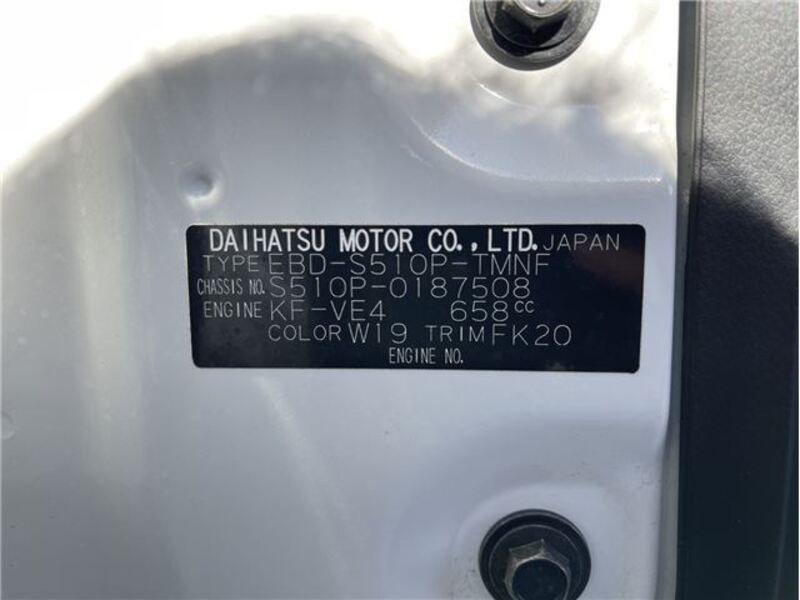 DAIHATSU MOTOR CO., LTD. JAPAN
TYPE EBD-S510P-TMNF
CHASSIS NO. S510P-0187508
ENGINE KF-VE4 658cc
COLOR W19 TRIM FK20
ENGINE NO.